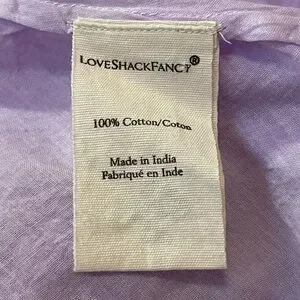 LOVESHACKFANCY®
100% Cotton/Coton
Made in India
Fabriqué en Inde